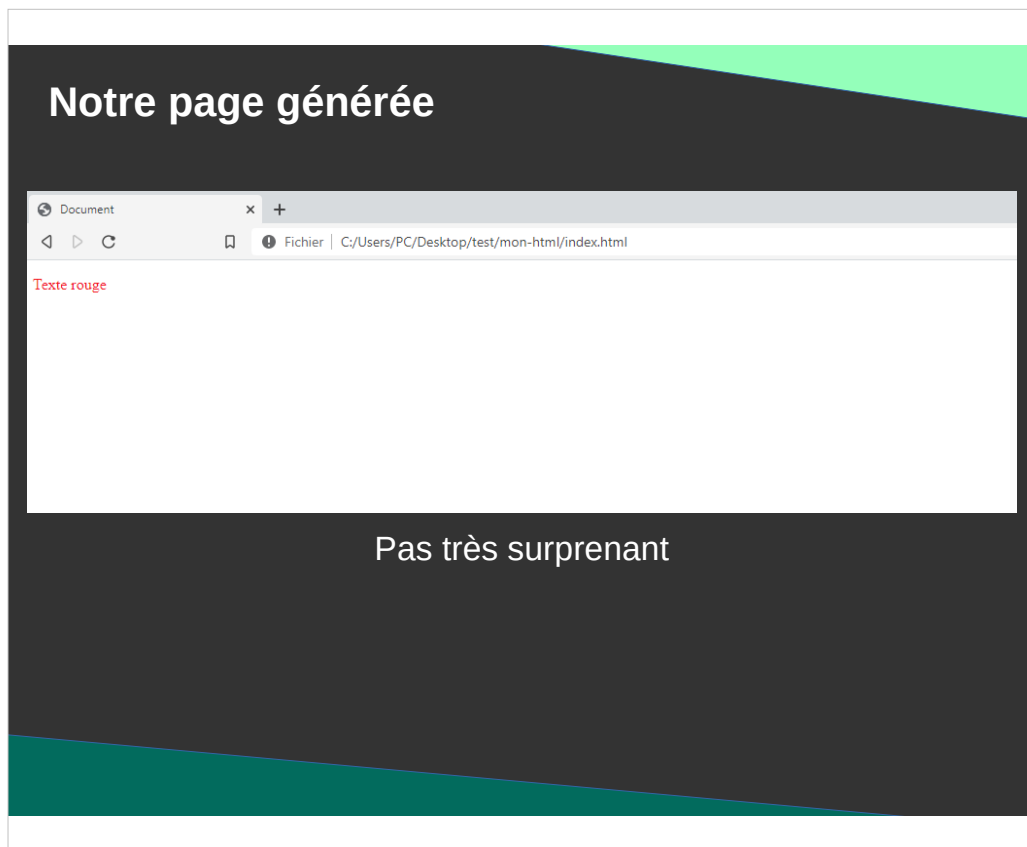 Notre page générée
Document
Fichier C:/Users/PC/Desktop/test/mon-html/index.html
Texte rouge
Pas très surprenant